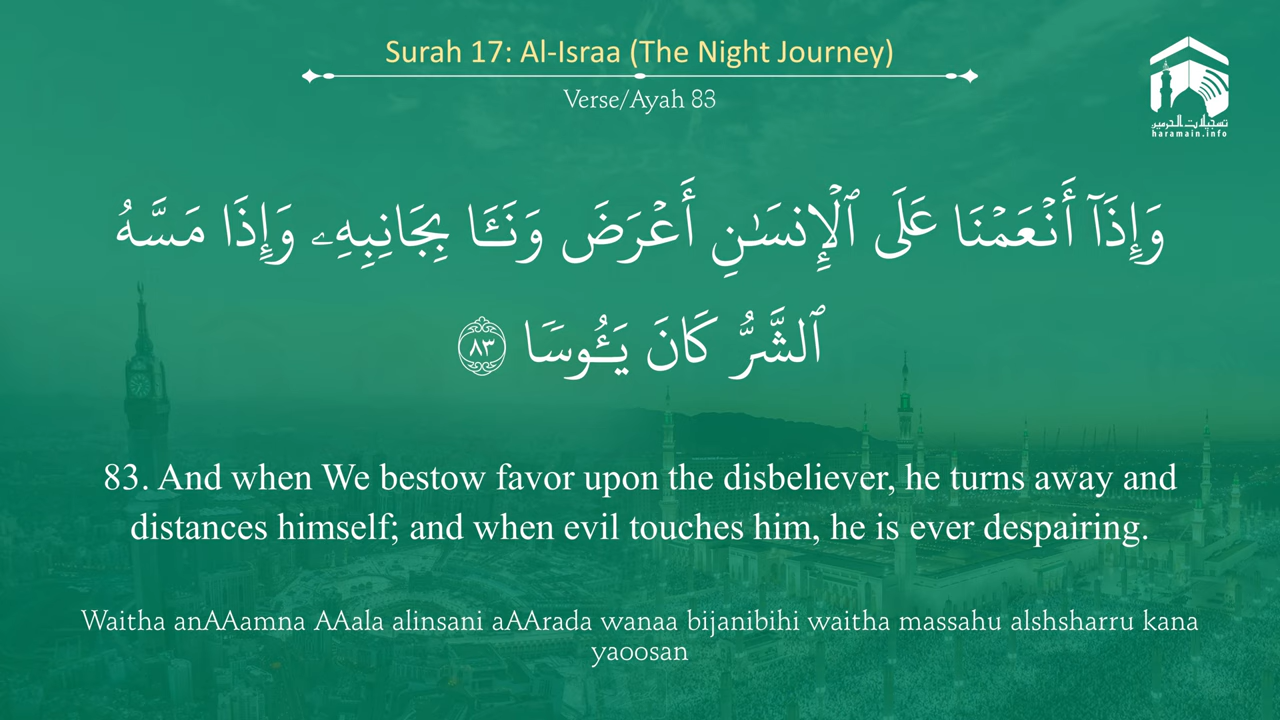 Surah 17: Al-Israa (The Night Journey)
Verse/Ayah 83
تسجيلات الحرمين
haramain.info
وَإِذَآ أَنْعَمْنَا عَلَى ٱلْإِنسَـٰنِ أَعْرَضَ وَنَـَٔا بِجَانِبِهِۦ وَإِذَا مَسَّهُ
ٱلشَّرُّ كَانَ يَـُٔوسًا ٨٣
83. And when We bestow favor upon the disbeliever, he turns away and
distances himself; and when evil touches him, he is ever despairing.
Waitha anAAamna AAala alinsani aAArada wanaa bijanibihi waitha massahu alshsharru kana
yaoosan